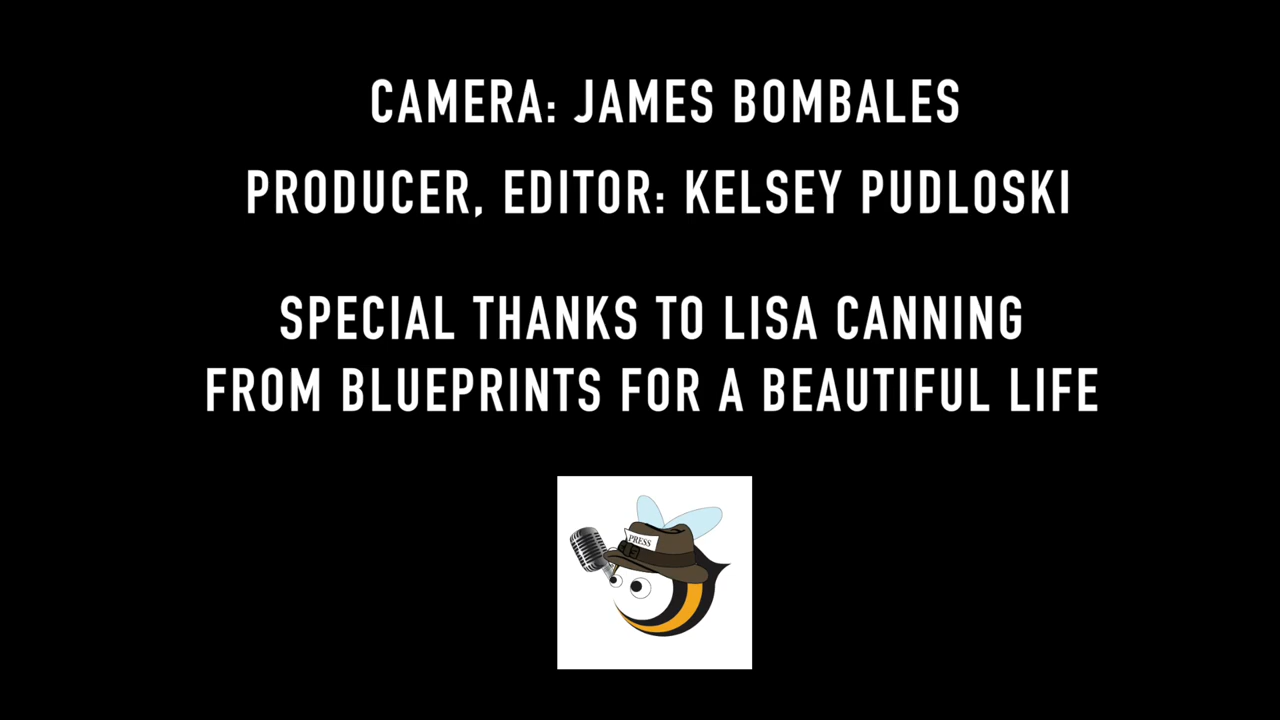 CAMERA: JAMES BOMBALES
PRODUCER, EDITOR: KELSEY PUDLOSKI
SPECIAL THANKS TO LISA CANNING
FROM BLUEPRINTS FOR A BEAUTIFUL LIFE
PRESS